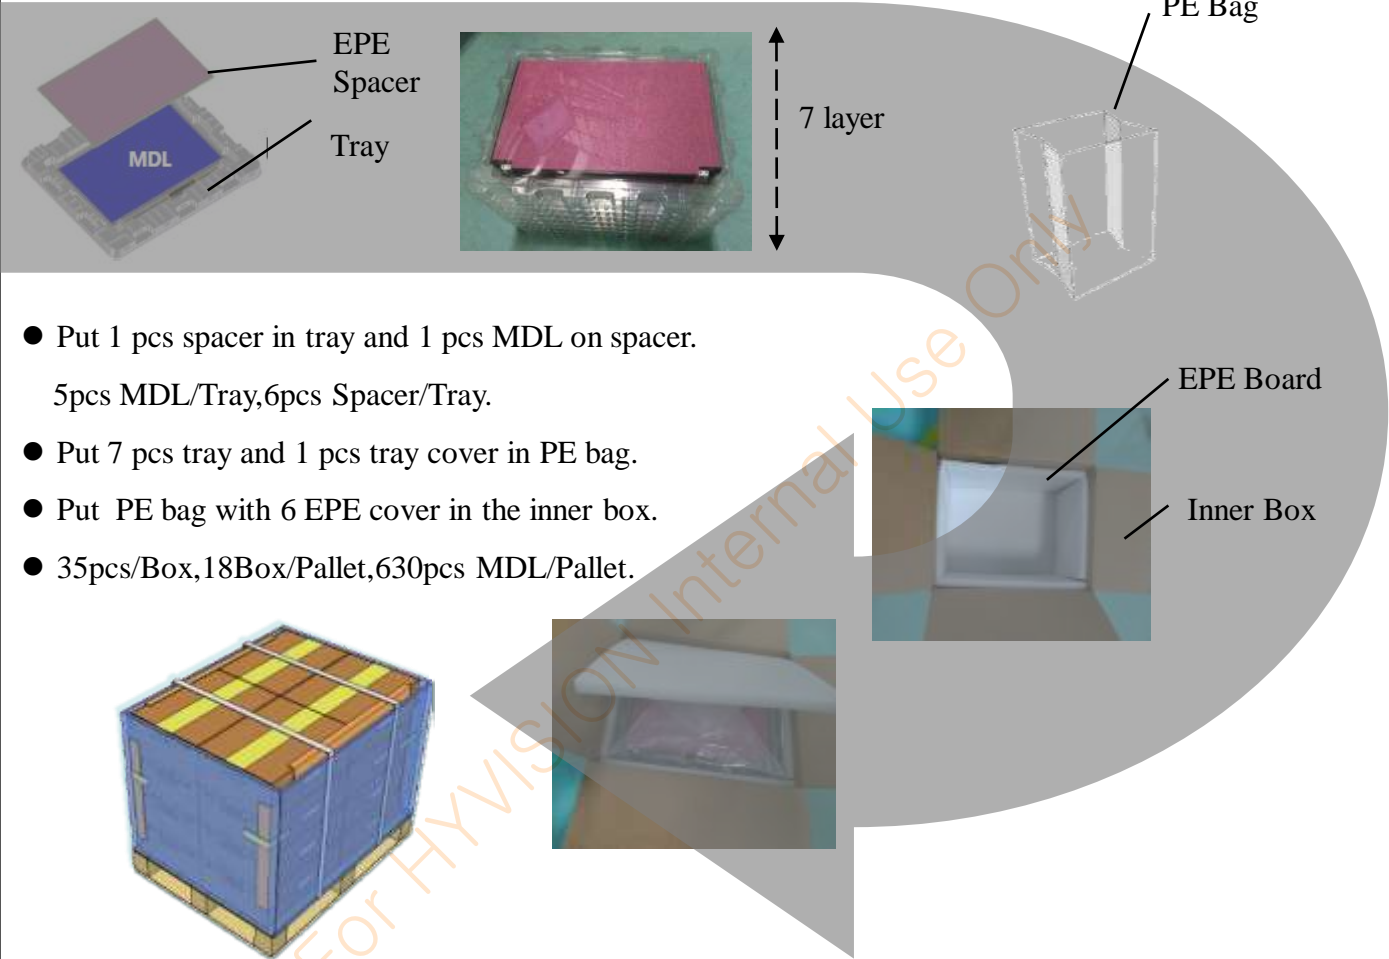 PE Bag
EPE
Spacer
Tray
MDL
7 layer
● Put 1 pcs spacer in tray and 1 pcs MDL on spacer.
5pcs MDL/Tray,6pcs Spacer/Tray.
● Put 7 pcs tray and 1 pcs tray cover in PE bag.
● Put PE bag with 6 EPE cover in the inner box.
● 35pcs/Box,18Box/Pallet,630pcs MDL/Pallet.
EPE Board
Inner Box
For HYVISION Internal Use Only